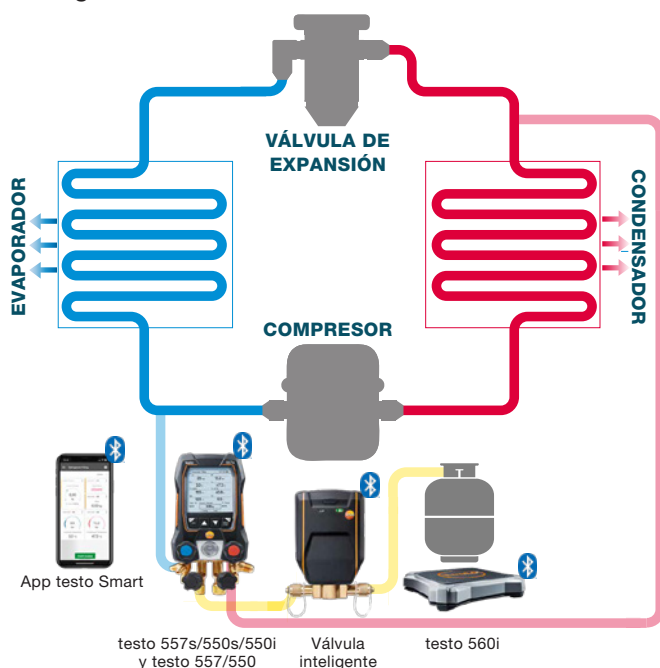 VÁLVULA DE
EXPANSIÓN
EVAPORADOR
CONDENSADOR
COMPRESOR
App testo Smart
testo 557s/550s/550i
y testo 557/550
Válvula
inteligente
testo 560i